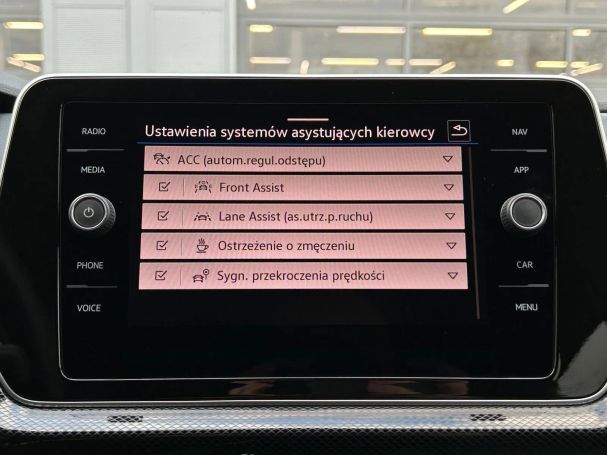 RADIO
MEDIA
PHONE
VOICE
Ustawienia systemów asystujących kierowcy
ACC (autom.regul.odstępu)
Front Assist
Lane Assist (as.utrz.p.ruchu)
Ostrzeżenie o zmęczeniu
Sygn. przekroczenia prędkości
NAV
APP
CAR
MENU